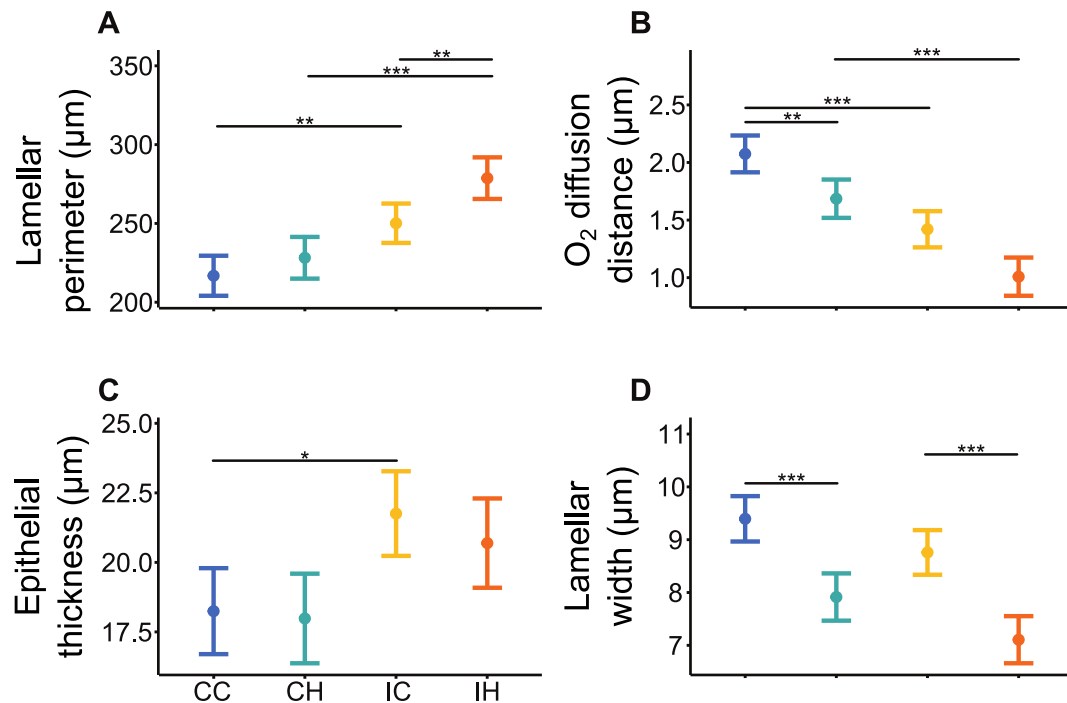 A
Lamellar
perimeter (µm)
350
300
250
200
**
***
**
B
O₂ diffusion
distance (µm)
2.5
2.0
1.5
1.0
***
***
**
C
Epithelial
thickness (µm)
25.0
22.5
20.0
17.5
*
CC CH IC IH
D
Lamellar
width (µm)
11
10
9
8
7
***
***